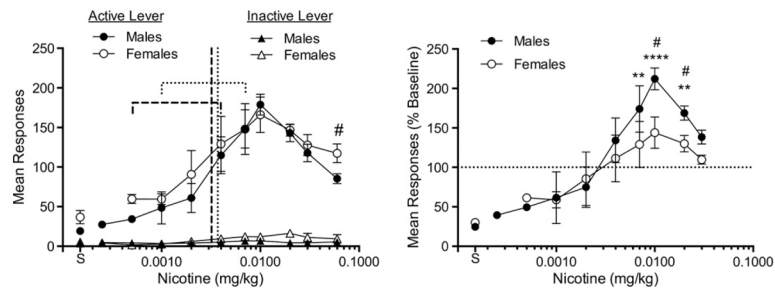 Active Lever Inactive Lever
Males Males
Females Females
250
200
150
100
50
0
Mean Responses
#
S 0.0010 0.0100 0.1000
Nicotine (mg/kg)
Males
Females
250
200
150
100
50
0
Mean Responses (% Baseline)
#
****
#
** **
S 0.0010 0.0100 0.1000
Nicotine (mg/kg)